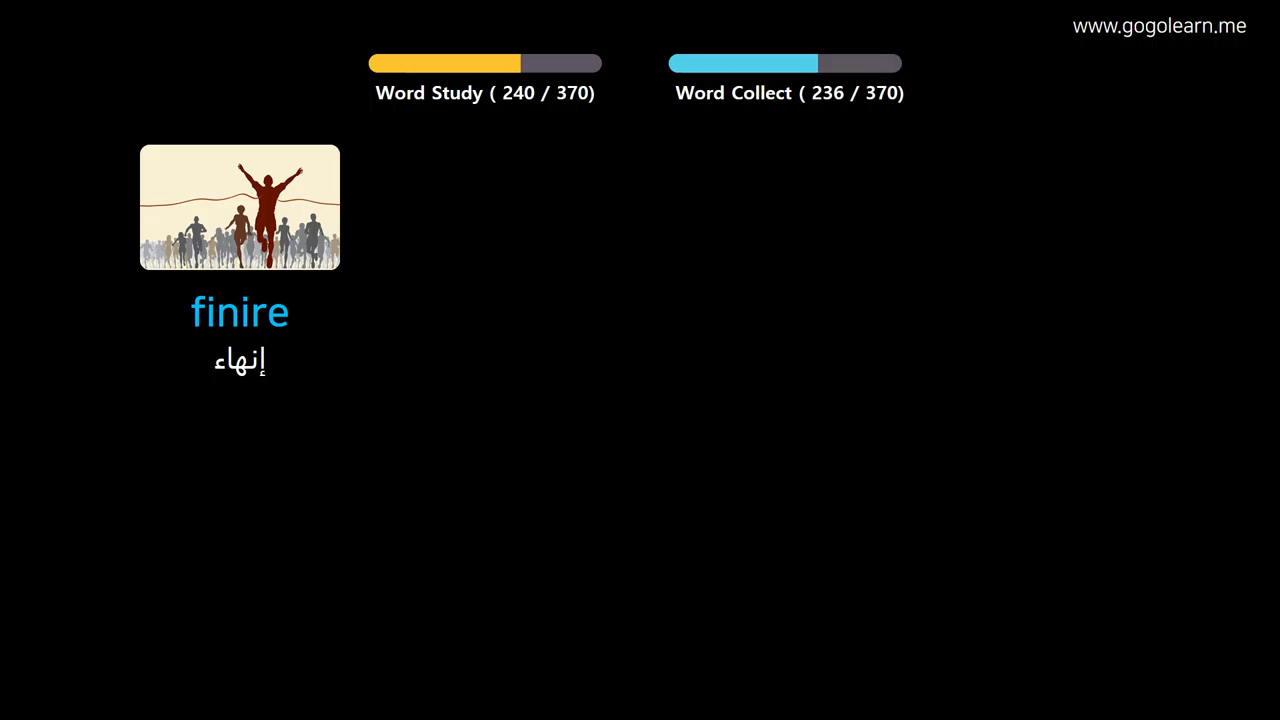 www.gogolearn.me
Word Study ( 240 / 370)
Word Collect ( 236 / 370)
finire
إنهاء